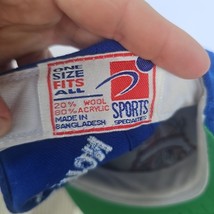 ONE
SIZE
FITS
ALL
20% WOOL
80% ACRYLIC
MADE IN
BANGLADESH
SPORTS
SPECIALTIES